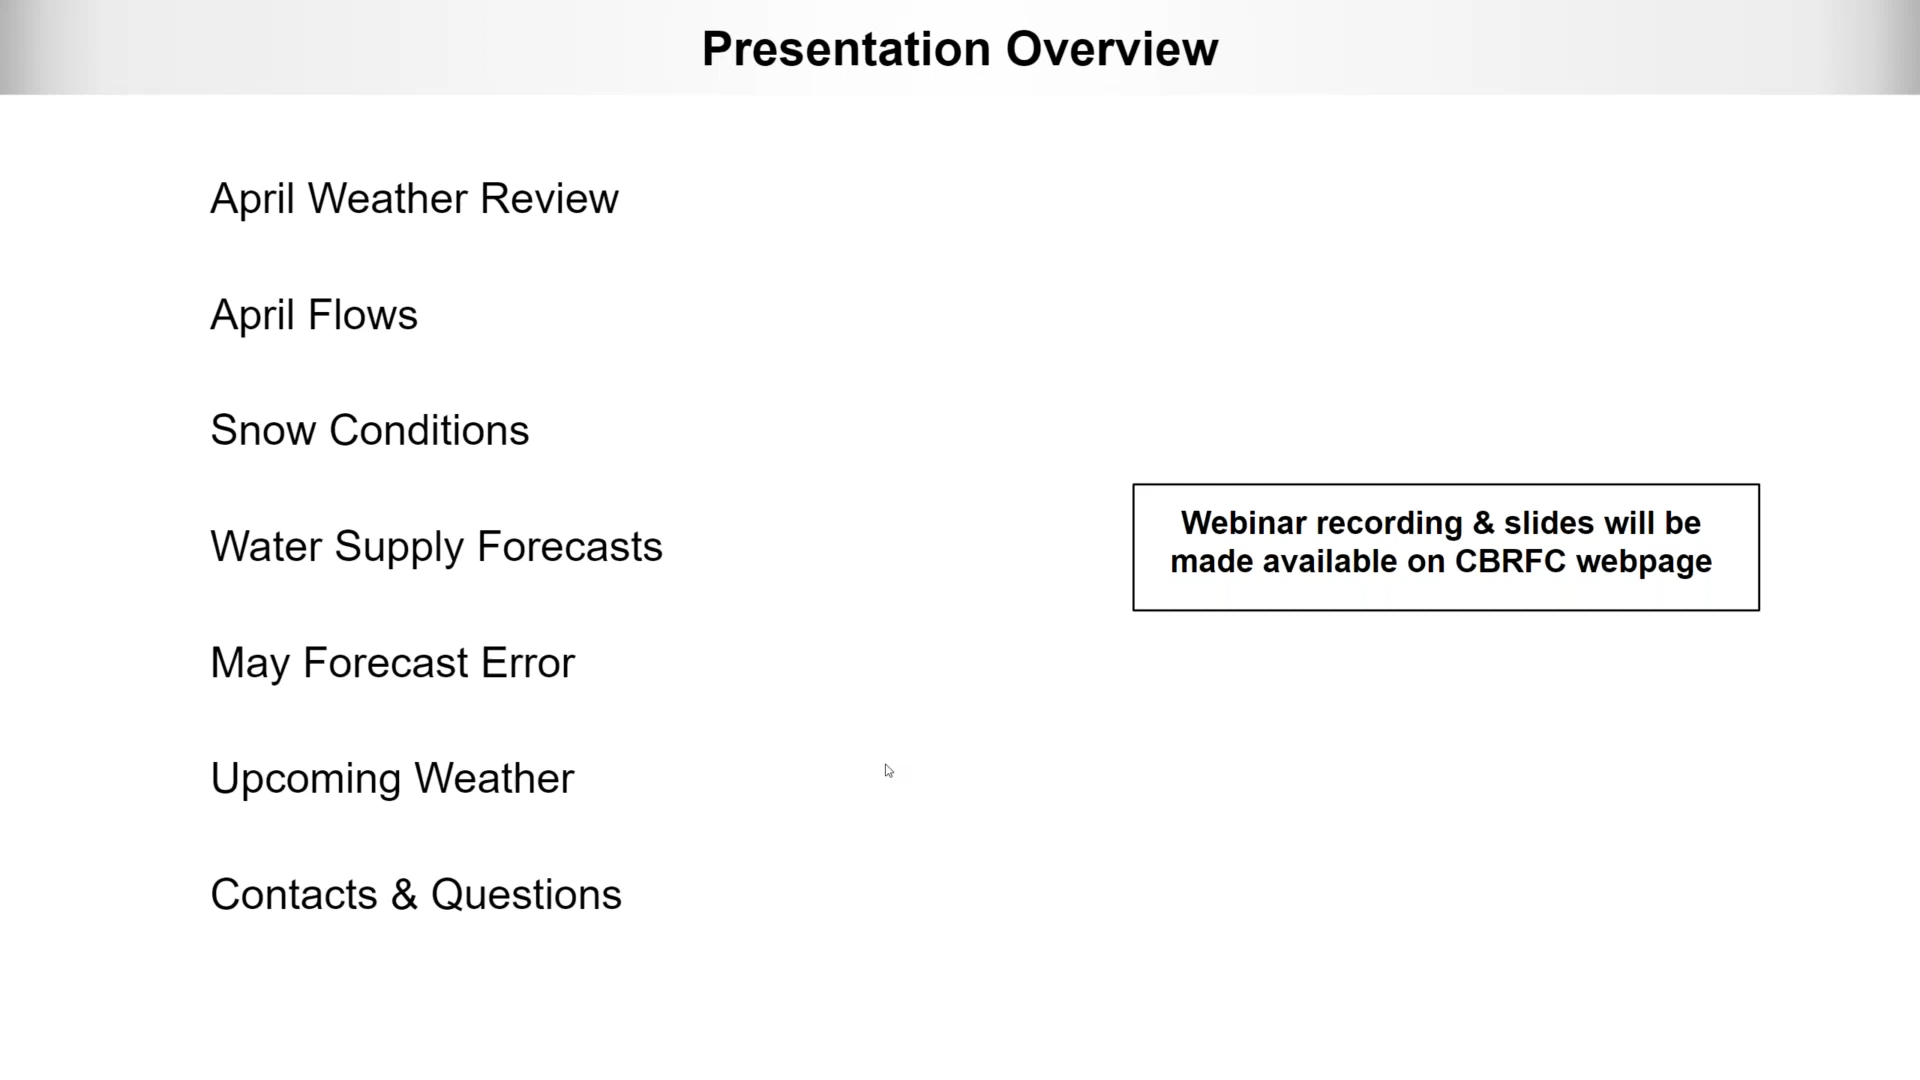 Presentation Overview
April Weather Review
April Flows
Snow Conditions
Water Supply Forecasts
May Forecast Error
Upcoming Weather
Contacts & Questions
Webinar recording & slides will be
made available on CBRFC webpage